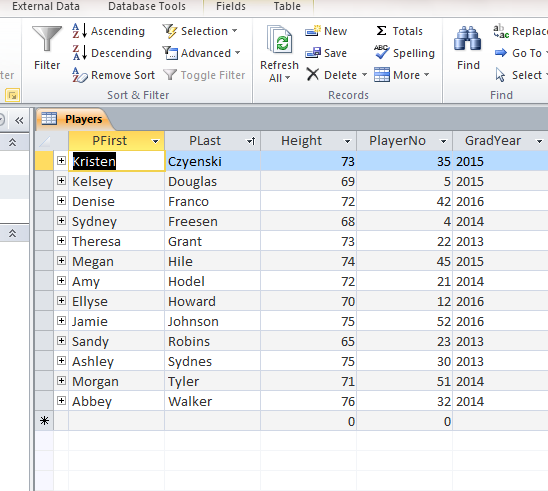 External Data Database Tools Fields Table
Filter
Ascending
Descending
Remove Sort
Selection
Advanced
Toggle Filter
Sort & Filter
Refresh
All
New
Save
Delete
Totals
Spelling
More
Records
Find
Replace
Go To
Select
Find
Players
PFirst PLast Height PlayerNo GradYear
Kristen Czyenski 73 35 2015
Kelsey Douglas 69 5 2015
Denise Franco 72 42 2016
Sydney Freesen 68 4 2014
Theresa Grant 73 22 2013
Megan Hile 74 45 2015
Amy Hodel 72 21 2014
Ellyse Howard 70 12 2016
Jamie Johnson 75 52 2016
Sandy Robins 65 23 2013
Ashley Sydnes 75 30 2013
Morgan Tyler 71 51 2014
Abbey Walker 76 32 2014
0 0